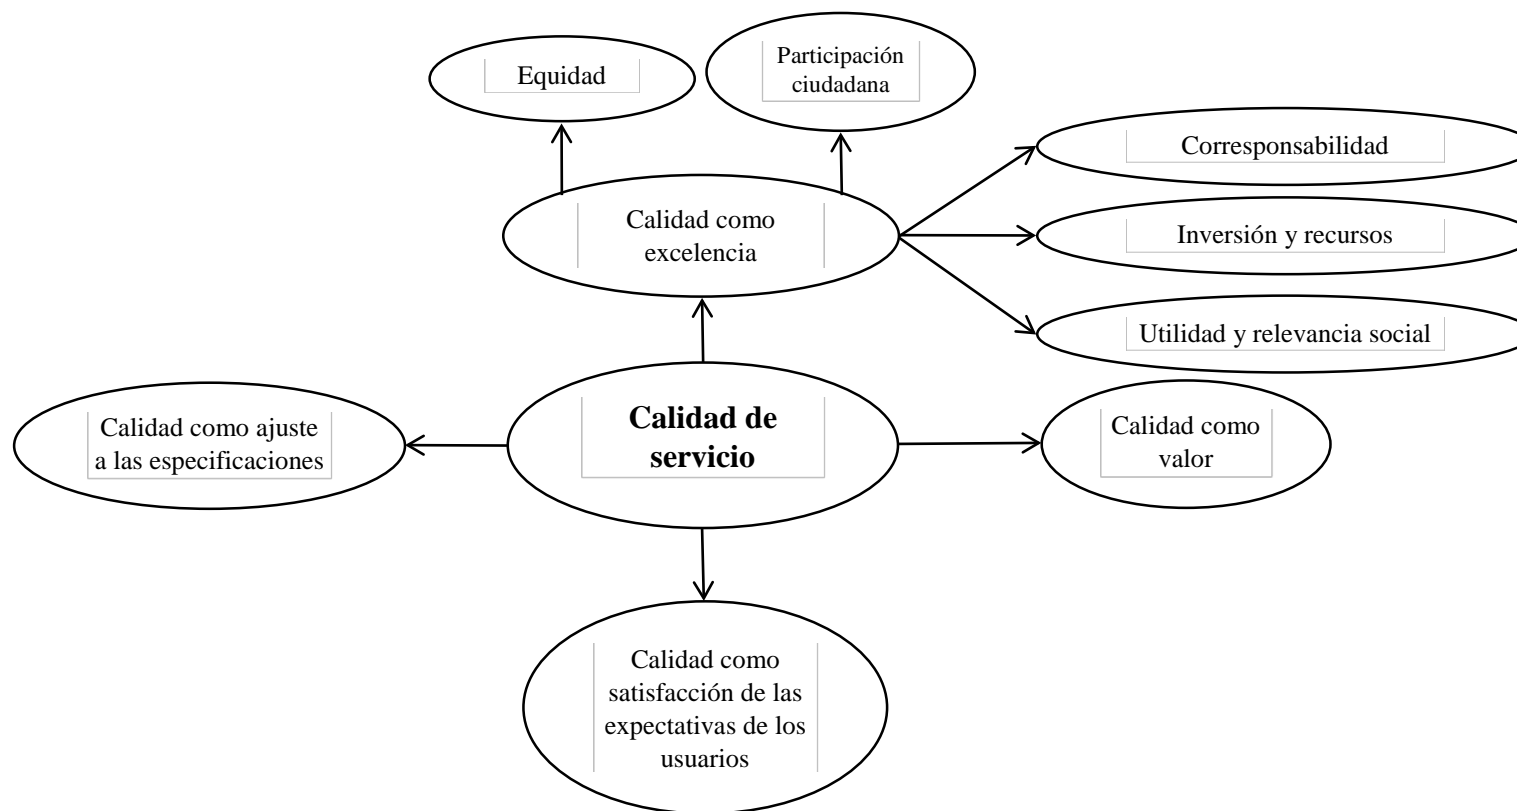 Equidad
Participación
ciudadana
Corresponsabilidad
Calidad como
excelencia
Inversión y recursos
Utilidad y relevancia social
Calidad como ajuste
a las especificaciones
Calidad de
servicio
Calidad como
valor
Calidad como
satisfacción de las
expectativas de los
usuarios